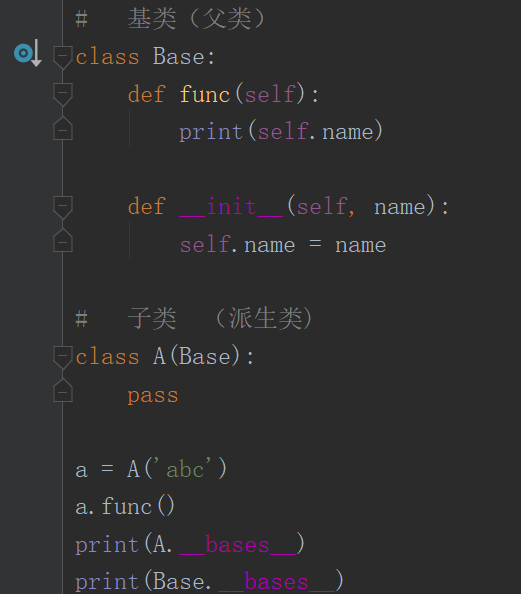 #   基类（父类）
class Base:
    def func(self):
        print(self.name)
    def __init__(self, name):
        self.name = name
#   子类  （派生类)
class A(Base):
    pass
a = A('abc')
a.func()
print(A.__bases__)
print(Base.__bases__)